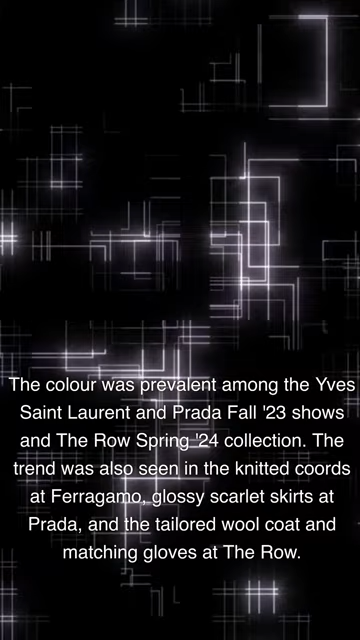 The colour was prevalent among the Yves
Saint Laurent and Prada Fall '23 shows
and The Row Spring '24 collection. The
trend was also seen in the knitted coords
at Ferragamo, glossy scarlet skirts at
Prada, and the tailored wool coat and
matching gloves at The Row.